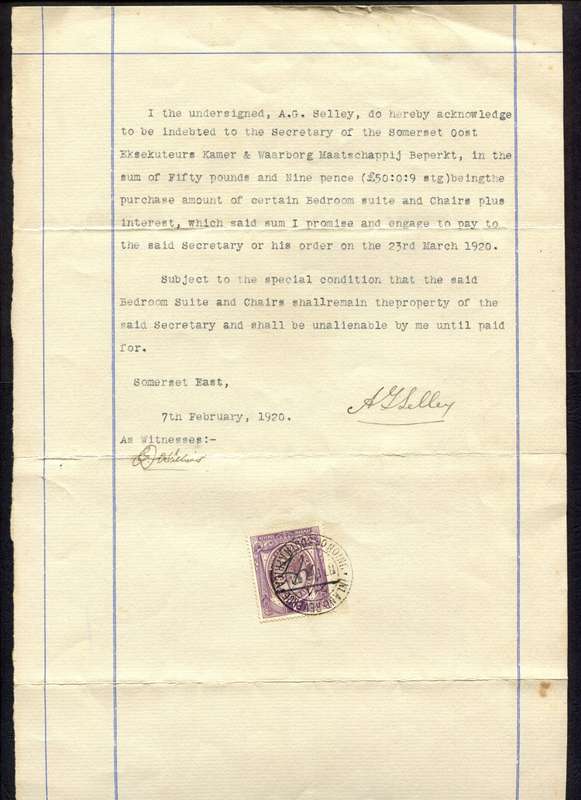 I the undersigned, A.G. Selley, do hereby acknowledge
to be indebted to the Secretary of the Somerset Oost
Eksekuteurs Kamer & Waarborg Maatschappij Beperkt, in the
sum of Fifty pounds and Nine pence (£50:0:9 stg)beingthe
purchase amount of certain Bedroom suite and Chairs plus
interest, which said sum I promise and engage to pay to
the said Secretary or his order on the 23rd March 1920.
Subject to the special condition that the said
Bedroom Suite and Chairs shallremain theproperty of the
said Secretary and shall be unalienable by me until paid
for.
Somerset East,
AGSelley
7th February, 1920.
As Witnesses:-
INLAND REVENUE